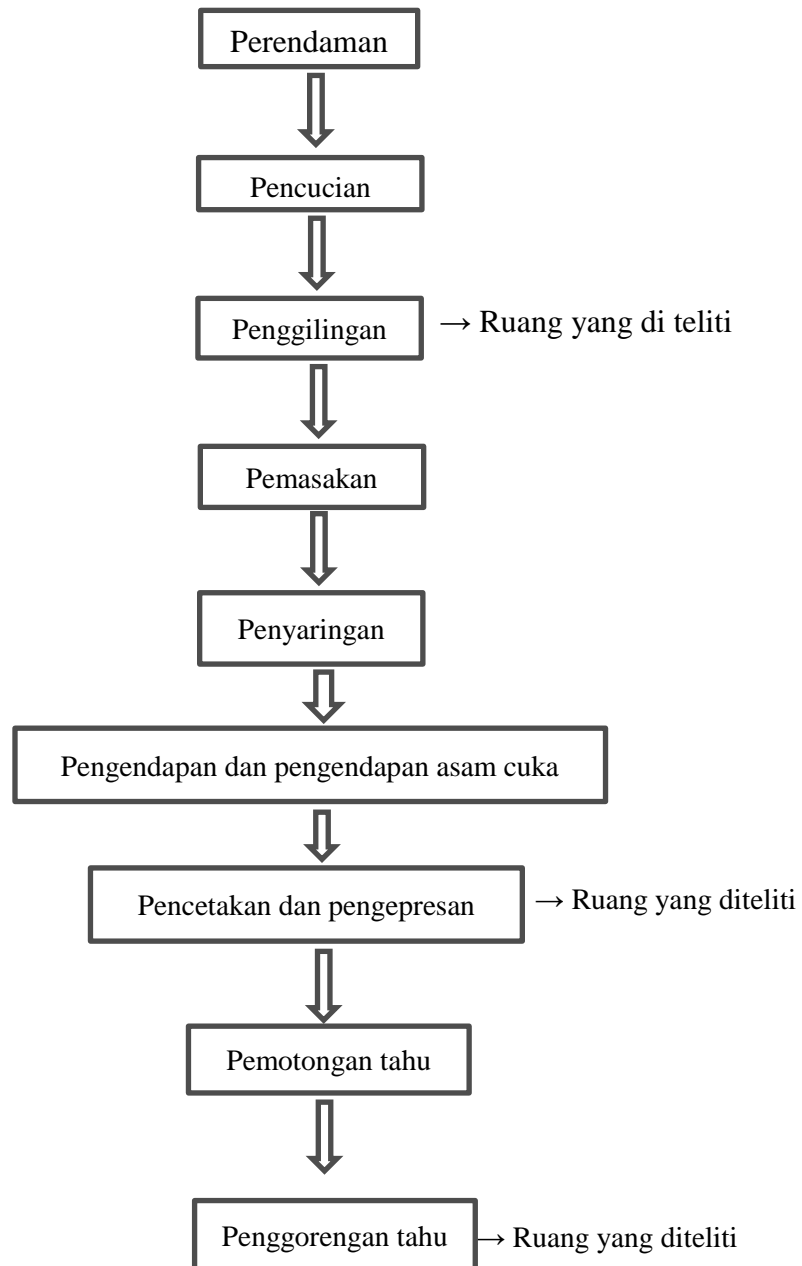 Perendaman
Pencucian
Penggilingan → Ruang yang di teliti
Pemasakan
Penyaringan
Pengendapan dan pengendapan asam cuka
Pencetakan dan pengepresan → Ruang yang diteliti
Pemotongan tahu
Penggorengan tahu → Ruang yang diteliti